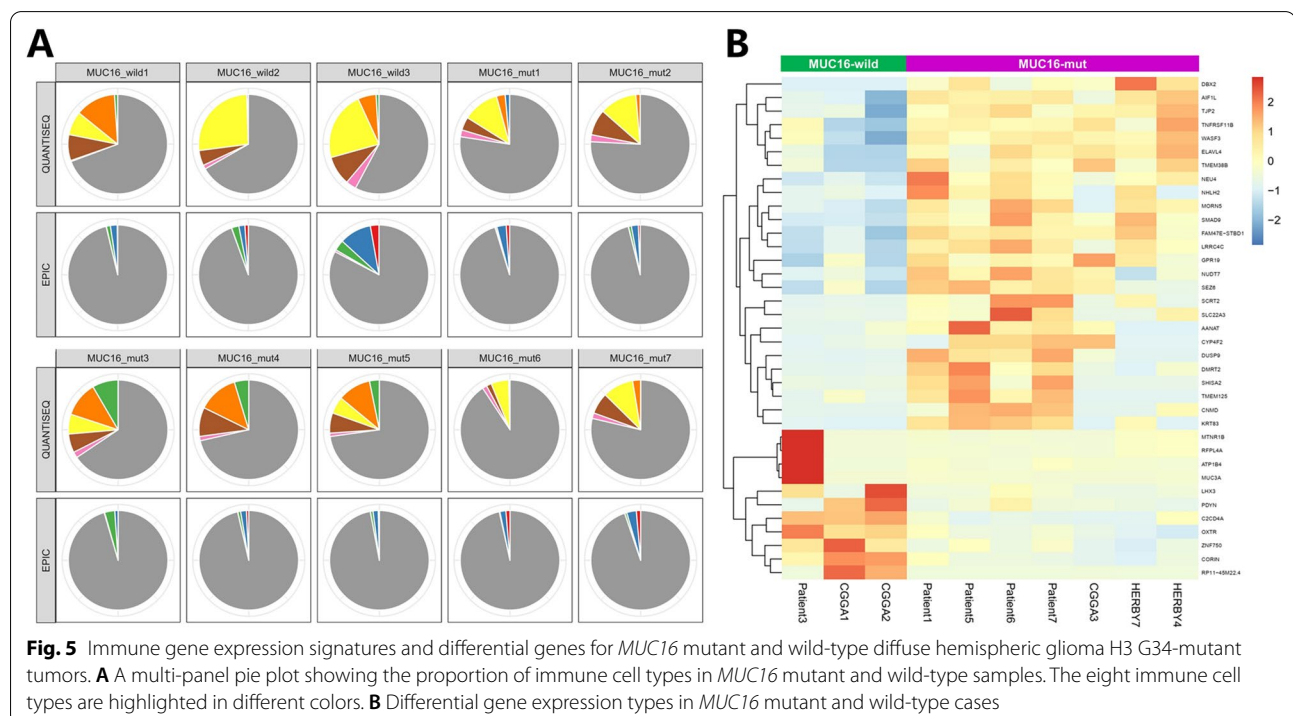 A
MUC16_wild1 MUC16_wild2 MUC16_wild3 MUC16_mut1 MUC16_mut2
QUANTISEQ
EPIC
MUC16_mut3 MUC16_mut4 MUC16_mut5 MUC16_mut6 MUC16_mut7
QUANTISEQ
EPIC
B
MUC16-wild MUC16-mut
DBX2
AIF1L
TJP2
TNFRSF11B
WASF3
ELAVL4
TMEM38B
NEU4
NHLH2
MORN5
SMAD9
FAM47E-STBD1
LRRC4C
GPR19
NUDT7
SEZ6
SCRT2
SLC22A3
AANAT
CYP4F2
DUSP9
DMRT2
SHISA2
TMEM125
CNMD
KRT83
MTNR1B
RFPL4A
ATP1B4
MUC3A
LHX3
PDYN
C2CD4A
OXTR
ZNF750
CORIN
RP11-45M22.4
2
1
0
-1
-2
Patient3 CGGA1 CGGA2 Patient1 Patient5 Patient6 Patient7 CGGA3 HERBY7 HERBY4
Fig. 5 Immune gene expression signatures and differential genes for MUC16 mutant and wild-type diffuse hemispheric glioma H3 G34-mutant
tumors. A A multi-panel pie plot showing the proportion of immune cell types in MUC16 mutant and wild-type samples. The eight immune cell
types are highlighted in different colors. B Differential gene expression types in MUC16 mutant and wild-type cases